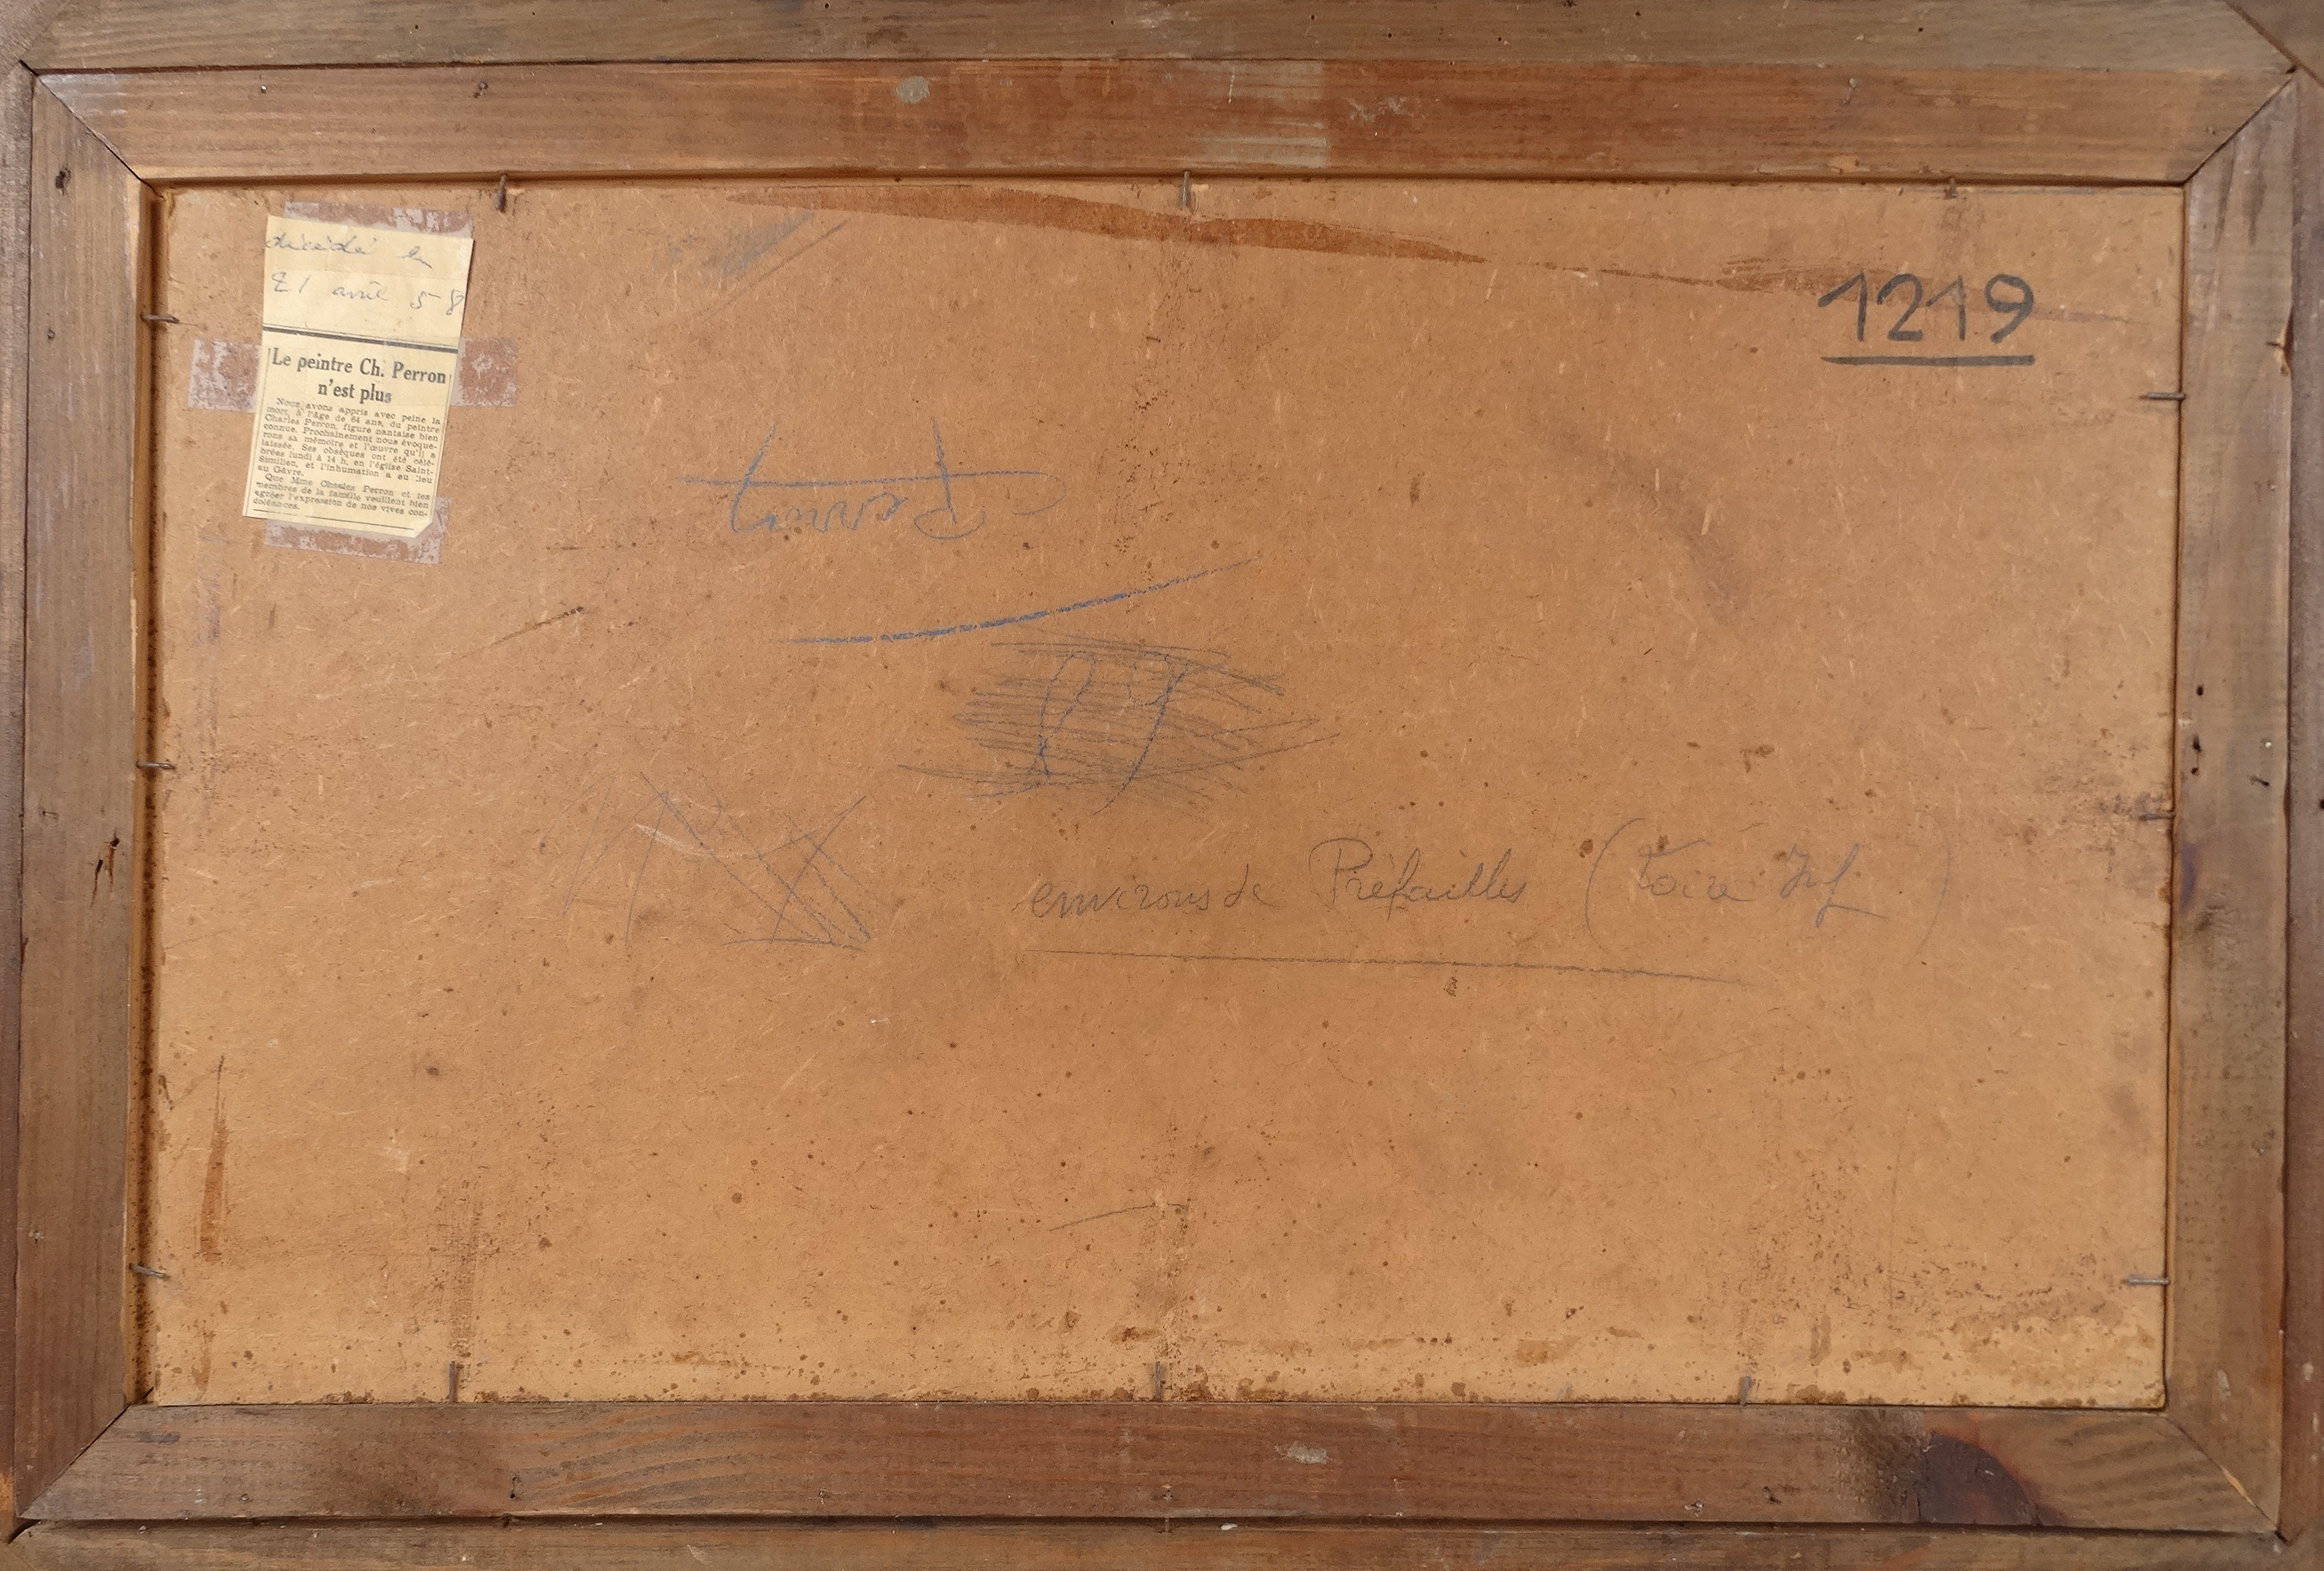 décédé le
21 avril 58
Le peintre Ch. Perron
n'est plus
Nous avons appris avec peine la
mort, à l'âge de 64 ans, du peintre
Charles Perron, figure nantaise bien
connue. Prochainement nous évoque-
rons sa mémoire et l'œuvre qu'il a
laissée. Ses obsèques ont été célé-
brées lundi à 14 h. en l'église Saint-
Similien, et l'inhumation a eu lieu
au Gâvre.
Que Mme Charles Perron et les
membres de la famille veuillent bien
agréer l'expression de nos vives con-
doléances.
1219
C Perron
environs de Préfailles (Loire Inf.)